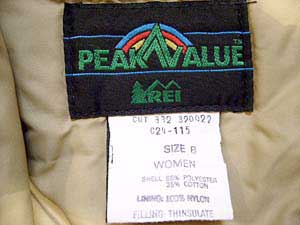 PEAK VALUE
REI
CUT 332 390022
C24-115
SIZE 8
WOMEN
SHELL 65% POLYESTER
35% COTTON
LINING: 100% NYLON
FILLING: THINSULATE